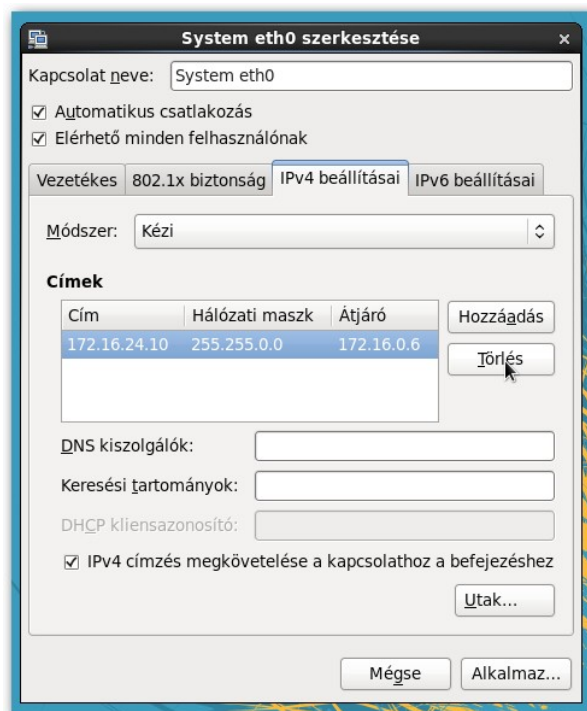 System eth0 szerkesztése
Kapcsolat neve: System eth0
Automatikus csatlakozás
Elérhető minden felhasználónak
Vezetékes 802.1x biztonság IPv4 beállításai IPv6 beállításai
Módszer: Kézi
Címek
Cím Hálózati maszk Átjáró Hozzáadás
172.16.24.10 255.255.0.0 172.16.0.6
Törlés
DNS kiszolgálók:
Keresési tartományok:
DHCP kliensazonosító:
IPv4 címzés megkövetelése a kapcsolathoz a befejezéshez
Utak...
Mégse Alkalmaz...